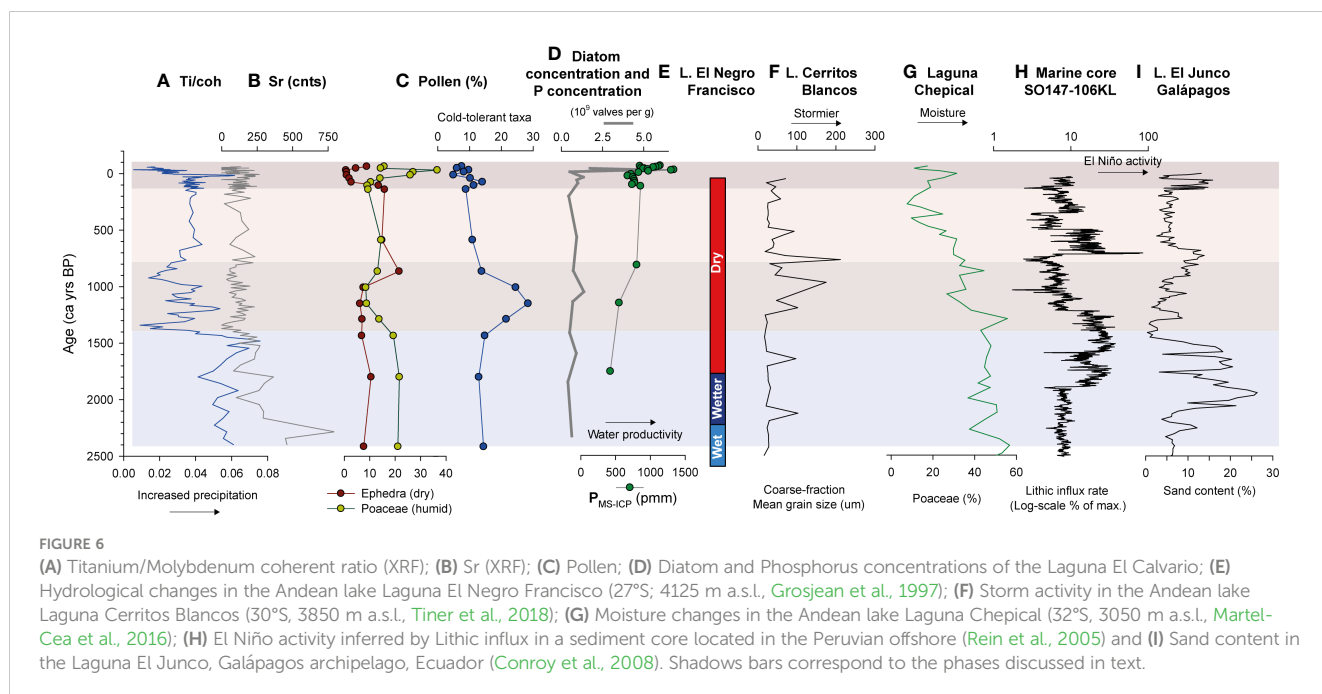 A Ti/coh
B Sr (cnts)
C Pollen (%)
D Diatom
concentration and
P concentration
E L. El Negro
Francisco
F L. Cerritos
Blancos
G Laguna
Chepical
H Marine core
SO147-106KL
I L. El Junco
Galápagos
Cold-tolerant taxa
(10⁹ valves per g)
Stormier
Moisture
El Niño activity
0 250 500 750
0 10 20 30
0.0 2.5 5.0
0 100 200 300
1 10 100
Age (ca yrs BP)
0
500
1000
1500
2000
2500
Dry
Wetter
Wet
Water productivity
0.00 0.02 0.04 0.06 0.08
0 10 20 30 40
0 500 1000 1500
0 20 40 60
0 10 20 30
Increased precipitation
Ephedra (dry)
Poaceae (humid)
P MS-ICP (pmm)
Coarse-fraction
Mean grain size (um)
Poaceae (%)
Lithic influx rate
(Log-scale % of max.)
Sand content (%)
FIGURE 6
(A) Titanium/Molybdenum coherent ratio (XRF); (B) Sr (XRF); (C) Pollen; (D) Diatom and Phosphorus concentrations of the Laguna El Calvario; (E)
Hydrological changes in the Andean lake Laguna El Negro Francisco (27°S; 4125 m a.s.l., Grosjean et al., 1997); (F) Storm activity in the Andean lake
Laguna Cerritos Blancos (30°S, 3850 m a.s.l., Tiner et al., 2018); (G) Moisture changes in the Andean lake Laguna Chepical (32°S, 3050 m a.s.l., Martel-
Cea et al., 2016); (H) El Niño activity inferred by Lithic influx in a sediment core located in the Peruvian offshore (Rein et al., 2005) and (I) Sand content in
the Laguna El Junco, Galápagos archipelago, Ecuador (Conroy et al., 2008). Shadows bars correspond to the phases discussed in text.